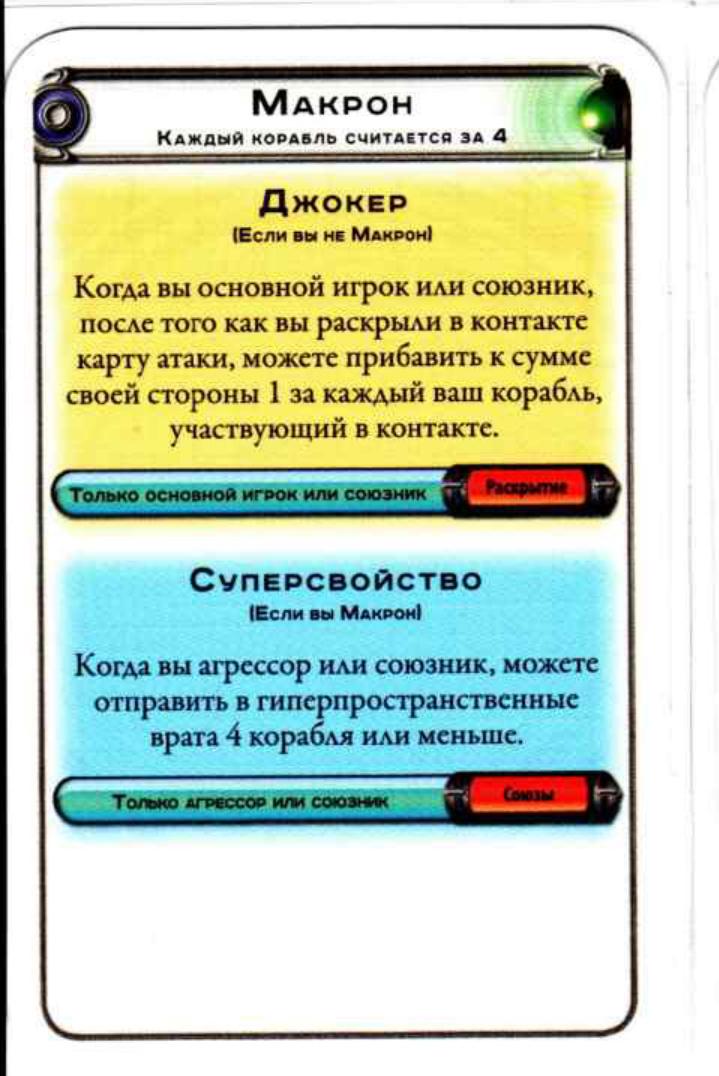 Макрон
Каждый корабль считается за 4
Джокер
(Если вы не Макрон)
Когда вы основной игрок или союзник,
после того как вы раскрыли в контакте
карту атаки, можете прибавить к сумме
своей стороны 1 за каждый ваш корабль,
участвующий в контакте.
Только основной игрок или союзник
Раскрытие
Суперсвойство
(Если вы Макрон)
Когда вы агрессор или союзник, можете
отправить в гиперпространственные
врата 4 корабля или меньше.
Только агрессор или союзник
Союзы